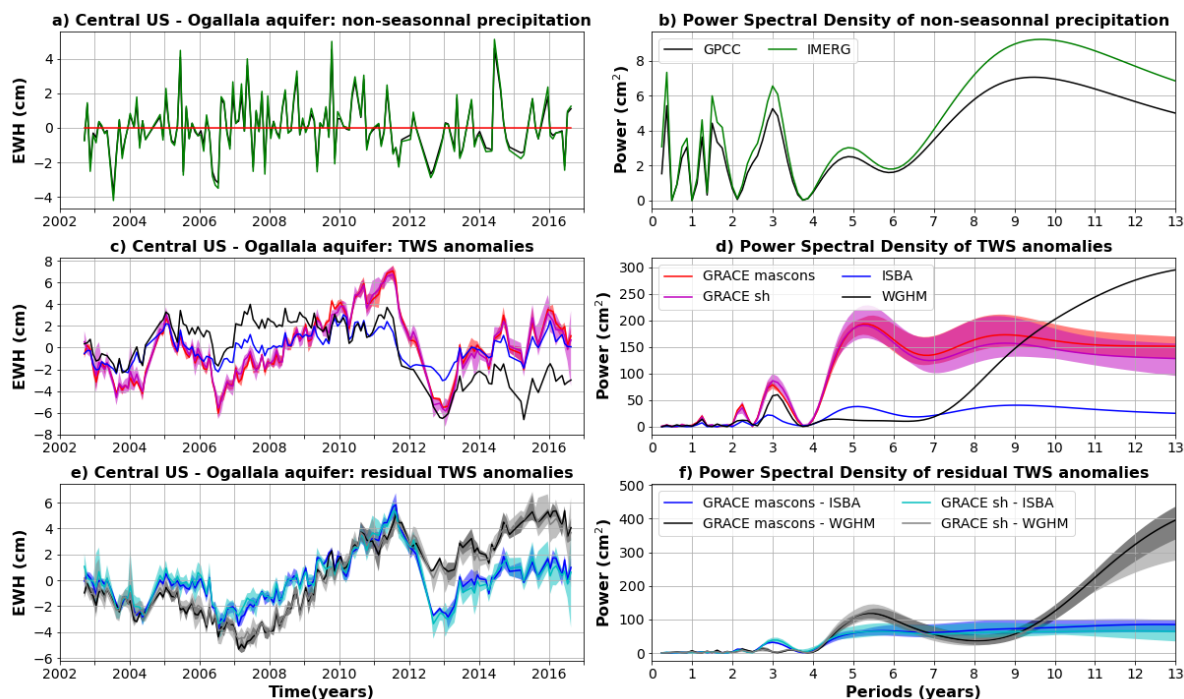 a) Central US - Ogallala aquifer: non-seasonnal precipitation
EWH (cm)
4
2
0
−2
−4
2002 2004 2006 2008 2010 2012 2014 2016
b) Power Spectral Density of non-seasonnal precipitation
GPCC IMERG
Power (cm²)
8
6
4
2
0
0 1 2 3 4 5 6 7 8 9 10 11 12 13
c) Central US - Ogallala aquifer: TWS anomalies
EWH (cm)
8
6
4
2
0
−2
−4
−6
−8
2002 2004 2006 2008 2010 2012 2014 2016
d) Power Spectral Density of TWS anomalies
GRACE mascons ISBA
GRACE sh WGHM
Power (cm²)
300
250
200
150
100
50
0
0 1 2 3 4 5 6 7 8 9 10 11 12 13
e) Central US - Ogallala aquifer: residual TWS anomalies
EWH (cm)
6
4
2
0
−2
−4
−6
2002 2004 2006 2008 2010 2012 2014 2016
Time(years)
f) Power Spectral Density of residual TWS anomalies
GRACE mascons - ISBA GRACE sh - ISBA
GRACE mascons - WGHM GRACE sh - WGHM
Power (cm²)
500
400
300
200
100
0
0 1 2 3 4 5 6 7 8 9 10 11 12 13
Periods (years)